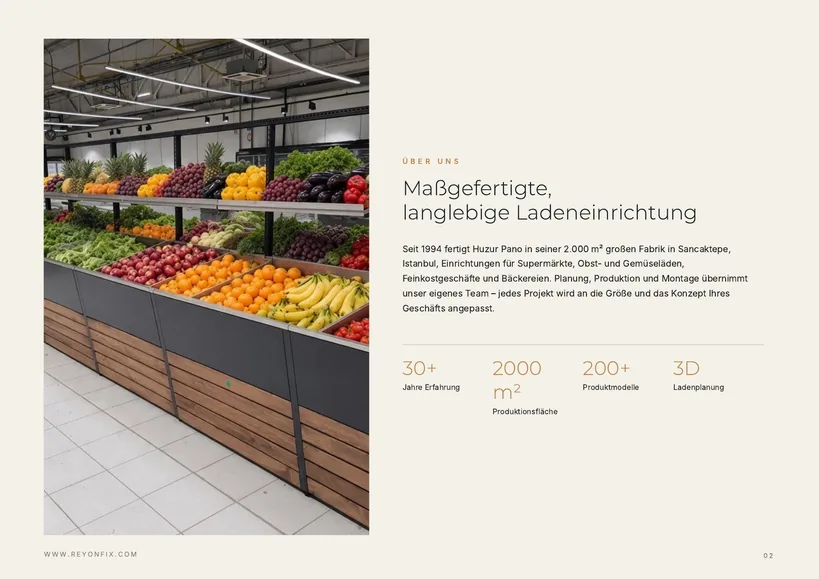 ÜBER UNS
Maßgefertigte,
langlebige Ladeneinrichtung
Seit 1994 fertigt Huzur Pano in seiner 2.000 m² großen Fabrik in Sancaktepe,
Istanbul, Einrichtungen für Supermärkte, Obst- und Gemüseläden,
Feinkostgeschäfte und Bäckereien. Planung, Produktion und Montage übernimmt
unser eigenes Team – jedes Projekt wird an die Größe und das Konzept Ihres
Geschäfts angepasst.
30+
Jahre Erfahrung
2000
m²
Produktionsfläche
200+
Produktmodelle
3D
Ladenplanung
WWW.REYONFIX.COM
02